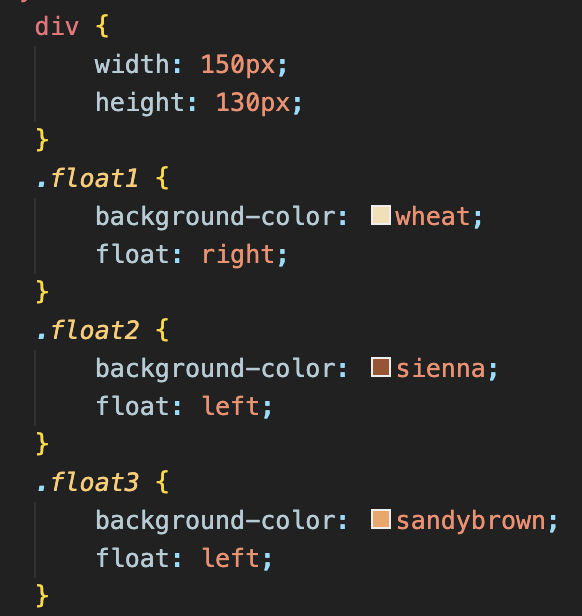 div {
    width: 150px;
    height: 130px;
}
.float1 {
    background-color: wheat;
    float: right;
}
.float2 {
    background-color: sienna;
    float: left;
}
.float3 {
    background-color: sandybrown;
    float: left;
}